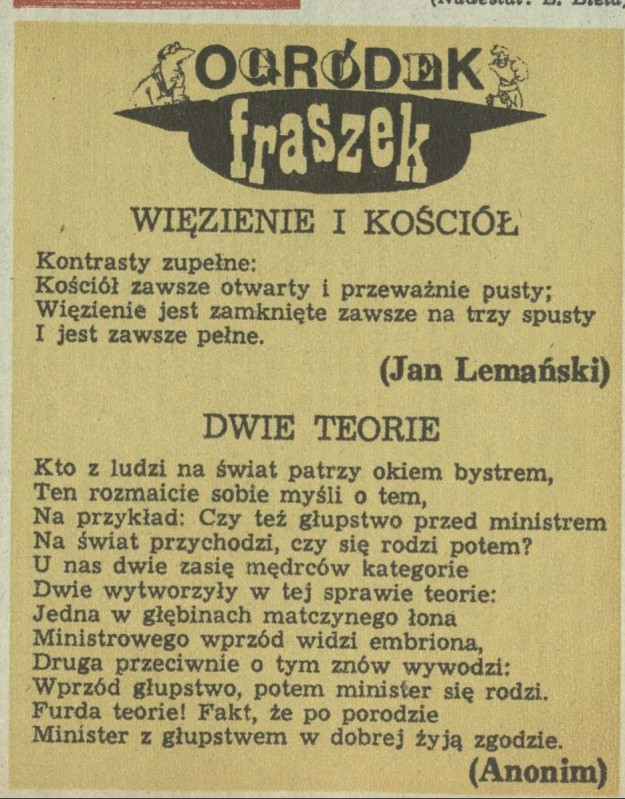 (Nadesłał: E. Bieła)
OGRÓDEK
fraszek
WIĘZIENIE I KOŚCIÓŁ
Kontrasty zupełne:
Kościół zawsze otwarty i przeważnie pusty;
Więzienie jest zamknięte zawsze na trzy spusty
I jest zawsze pełne.
(Jan Lemański)
DWIE TEORIE
Kto z ludzi na świat patrzy okiem bystrem,
Ten rozmaicie sobie myśli o tem,
Na przykład: Czy też głupstwo przed ministrem
Na świat przychodzi, czy się rodzi potem?
U nas dwie zasię mędrców kategorie
Dwie wytworzyły w tej sprawie teorie:
Jedna w głębinach matczynego łona
Ministrowego wprzód widzi embriona,
Druga przeciwnie o tym znów wywodzi:
Wprzód głupstwo, potem minister się rodzi.
Furda teorie! Fakt, że po porodzie
Minister z głupstwem w dobrej żyją zgodzie.
(Anonim)